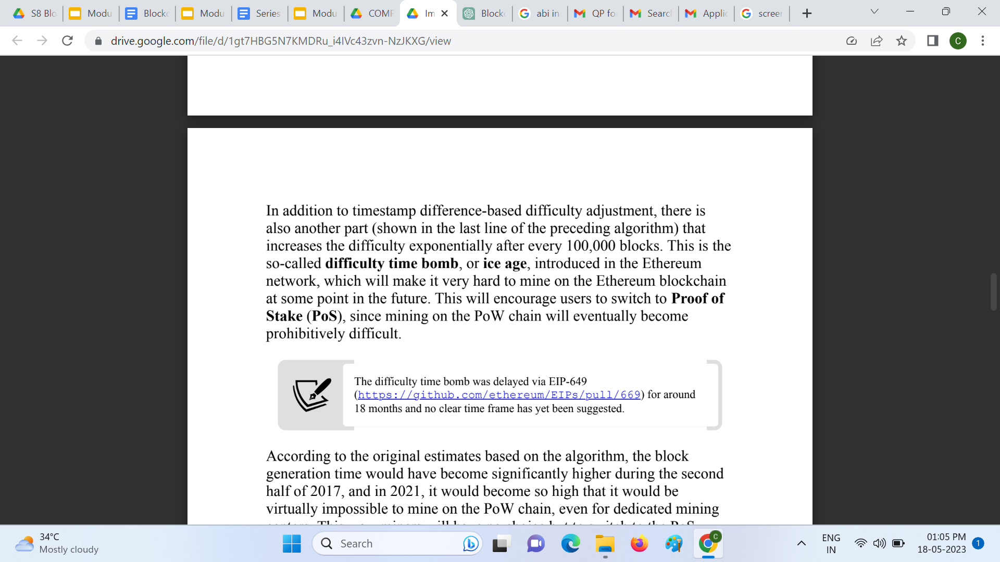 S8 Blo
Modu
Blockc
Modu
Series
Modu
COMP
Im
Blockc
abi in
QP fo
Searc
Applic
screer
drive.google.com/file/d/1gt7HBG5N7KMDRu_i4IVc43zvn-NzJKXG/view
C
In addition to timestamp difference-based difficulty adjustment, there is
also another part (shown in the last line of the preceding algorithm) that
increases the difficulty exponentially after every 100,000 blocks. This is the
so-called difficulty time bomb, or ice age, introduced in the Ethereum
network, which will make it very hard to mine on the Ethereum blockchain
at some point in the future. This will encourage users to switch to Proof of
Stake (PoS), since mining on the PoW chain will eventually become
prohibitively difficult.
The difficulty time bomb was delayed via EIP-649
(https://github.com/ethereum/EIPs/pull/669) for around
18 months and no clear time frame has yet been suggested.
According to the original estimates based on the algorithm, the block
generation time would have become significantly higher during the second
half of 2017, and in 2021, it would become so high that it would be
virtually impossible to mine on the PoW chain, even for dedicated mining
34°C
Mostly cloudy
Search
C
ENG
IN
01:05 PM
18-05-2023
1